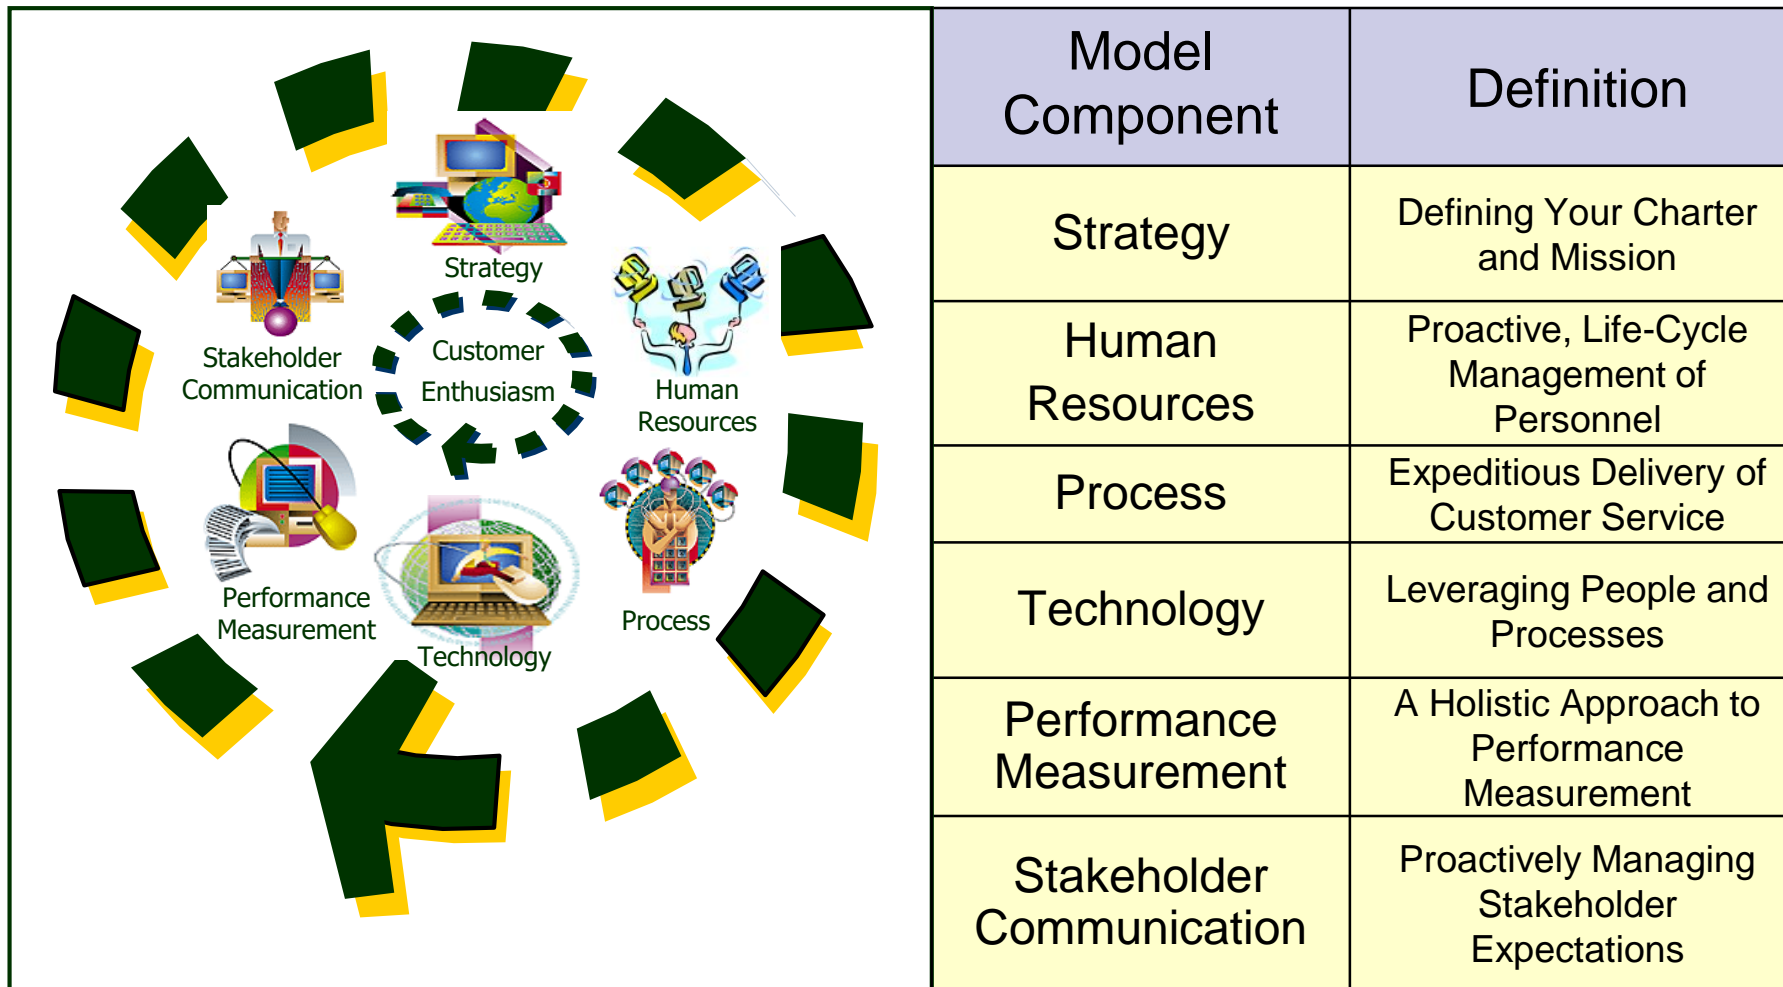 Strategy
Stakeholder
Communication
Customer
Enthusiasm
Human
Resources
Performance
Measurement
Process
Technology
Model
Component
Definition
Strategy
Defining Your Charter
and Mission
Human
Resources
Proactive, Life-Cycle
Management of
Personnel
Process
Expeditious Delivery of
Customer Service
Technology
Leveraging People and
Processes
Performance
Measurement
A Holistic Approach to
Performance
Measurement
Stakeholder
Communication
Proactively Managing
Stakeholder
Expectations